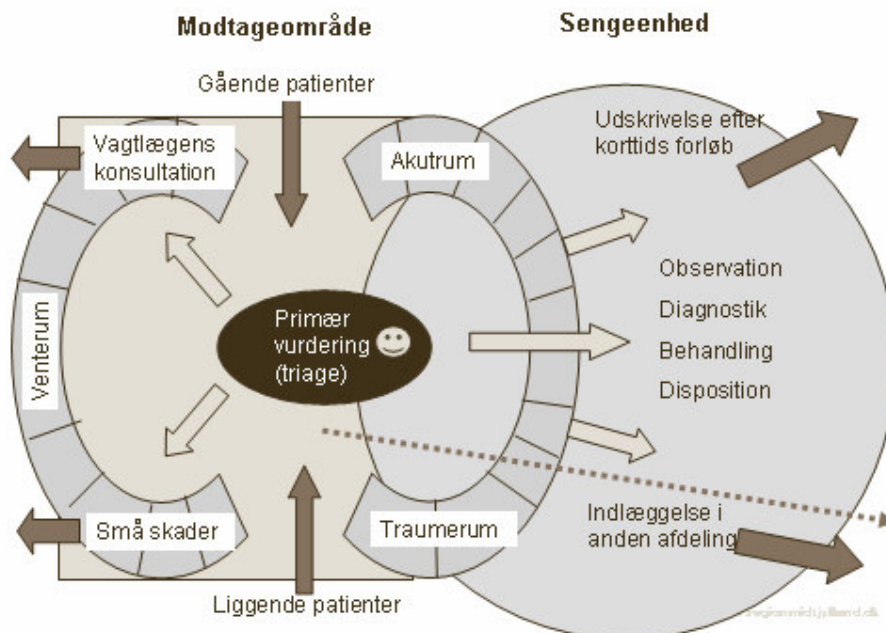 Modtageområde
Sengeenhed
Gående patienter
Vagtlægens
konsultation
Akutrum
Udskrivelse efter
korttids forløb
Observation
Diagnostik
Behandling
Disposition
Primær
vurdering
(triage)
Venterum
Små skader
Traumerum
Indlæggelse i
anden afdeling
Liggende patienter